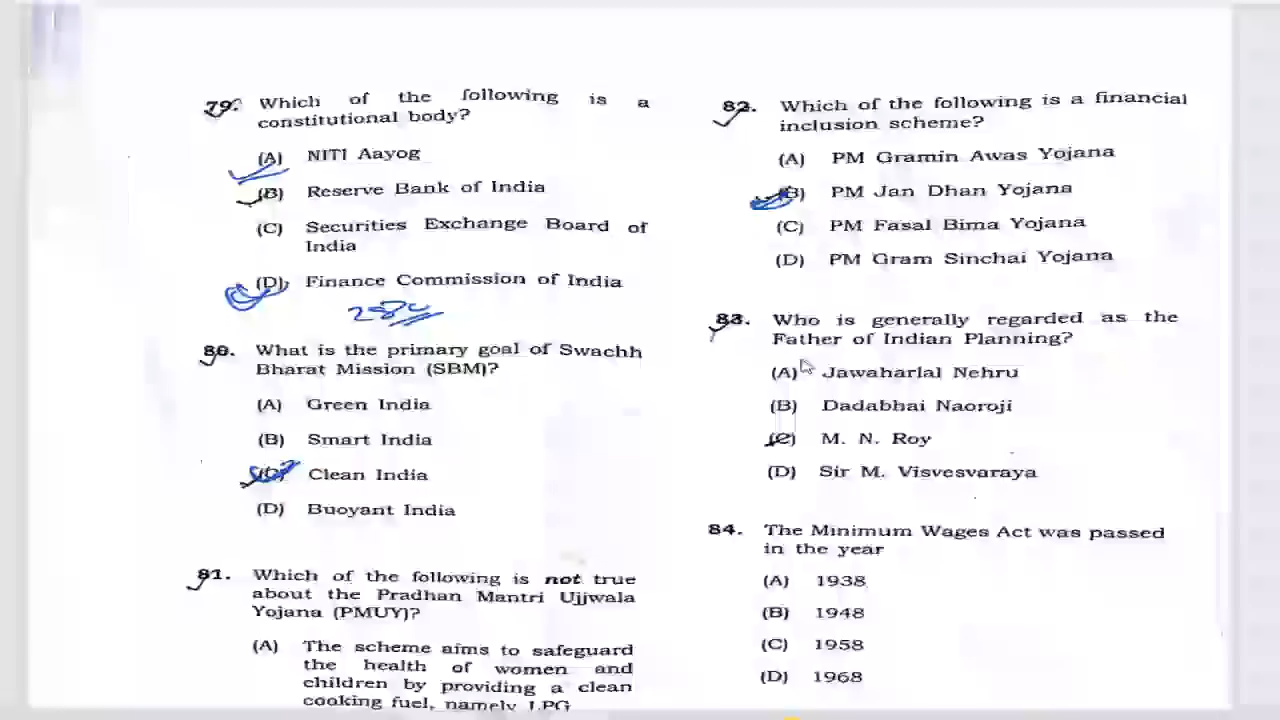 79. Which of the following is a
constitutional body?
(A) NITI Aayog
(B) Reserve Bank of India
(C) Securities Exchange Board of
India
(D) Finance Commission of India
280
80. What is the primary goal of Swachh
Bharat Mission (SBM)?
(A) Green India
(B) Smart India
(C) Clean India
(D) Buoyant India
81. Which of the following is not true
about the Pradhan Mantri Ujjwala
Yojana (PMUY)?
(A) The scheme aims to safeguard
the health of women and
children by providing a clean
cooking fuel, namely LPG
82. Which of the following is a financial
inclusion scheme?
(A) PM Gramin Awas Yojana
(B) PM Jan Dhan Yojana
(C) PM Fasal Bima Yojana
(D) PM Gram Sinchai Yojana
83. Who is generally regarded as the
Father of Indian Planning?
(A) Jawaharlal Nehru
(B) Dadabhai Naoroji
(C) M. N. Roy
(D) Sir M. Visvesvaraya
84. The Minimum Wages Act was passed
in the year
(A) 1938
(B) 1948
(C) 1958
(D) 1968